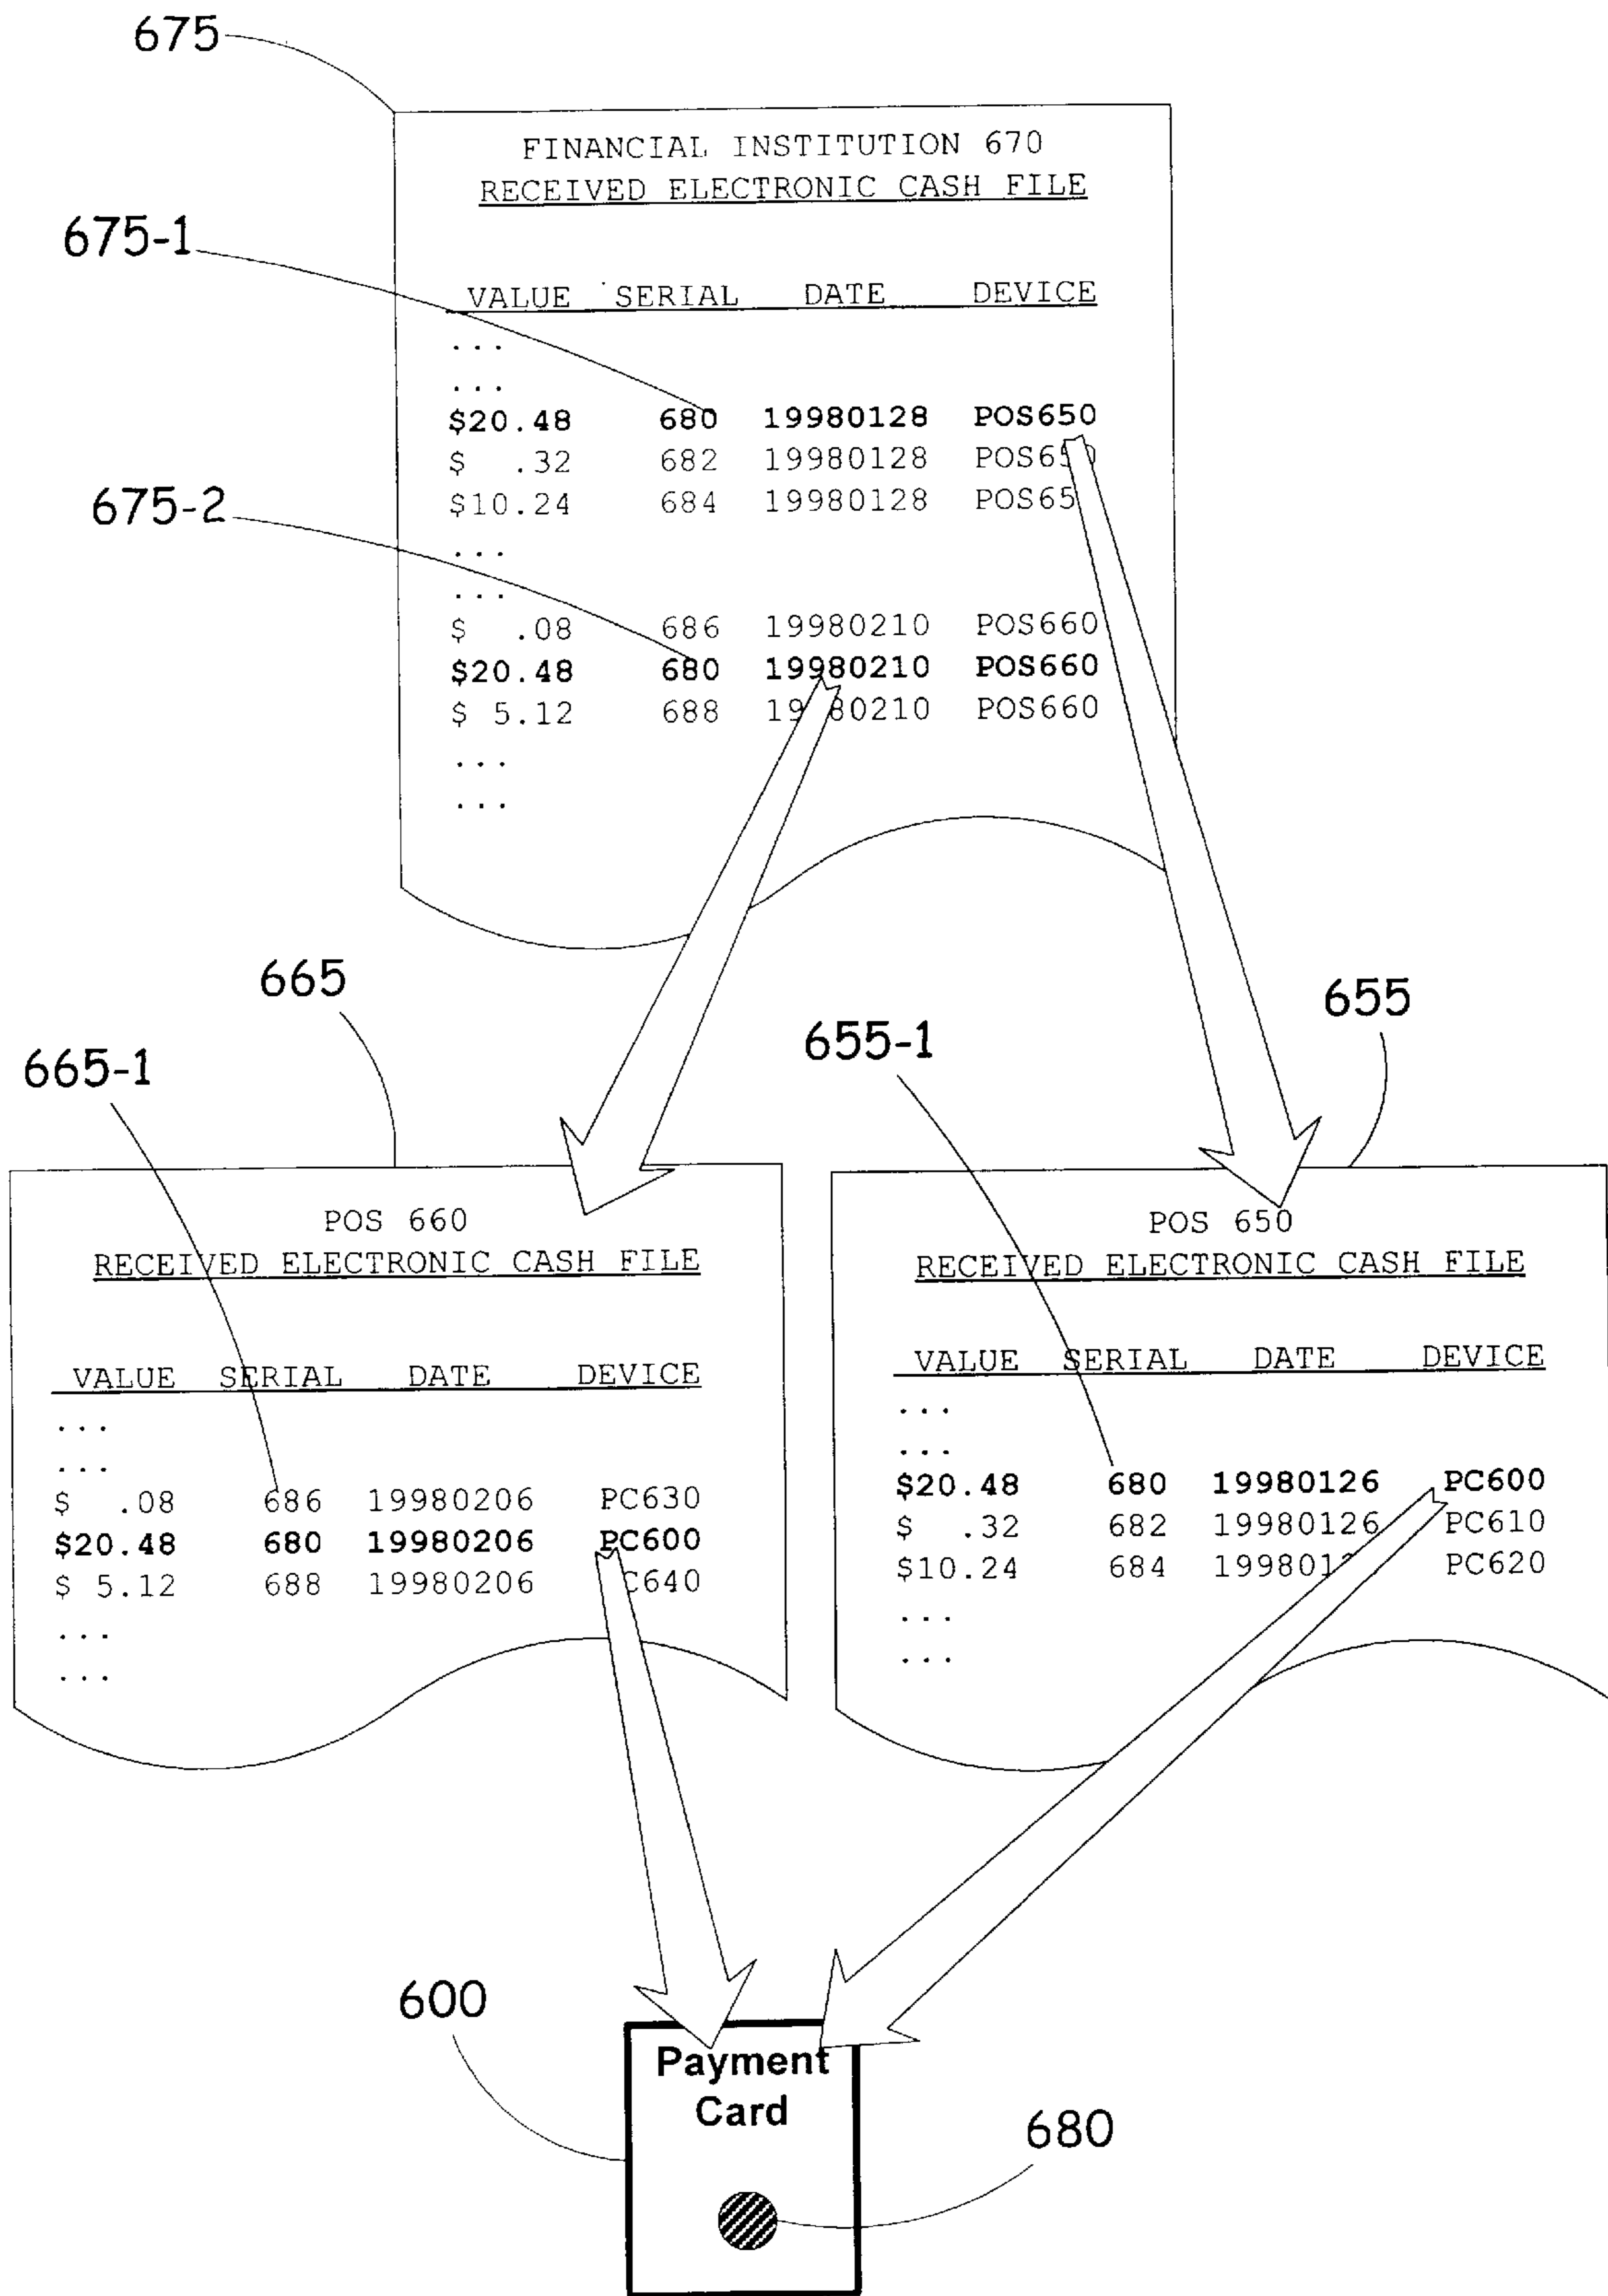 675
FINANCIAL INSTITUTION 670
RECEIVED ELECTRONIC CASH FILE
675-1
VALUE SERIAL DATE DEVICE
...
...
$20.48 680 19980128 POS650
$ .32 682 19980128
675-2
$10.24 684 19980128
...
...
$ .08 686 19980210 POS660
$20.48 680 19980210 POS660
$ 5.12 688 POS660
...
...
665
655
665-1
655-1
POS 660
RECEIVED ELECTRONIC CASH FILE
VALUE SERIAL DATE DEVICE
...
...
$ .08 686 19980206 PC630
$20.48 680 19980206 PC600
$ 5.12 688 19980206
...
...
POS 650
RECEIVED ELECTRONIC CASH FILE
VALUE SERIAL DATE DEVICE
...
...
$20.48 680 19980126 PC600
$ .32 682 19980126 PC610
$10.24 684 PC620
...
...
600
Payment
Card
680